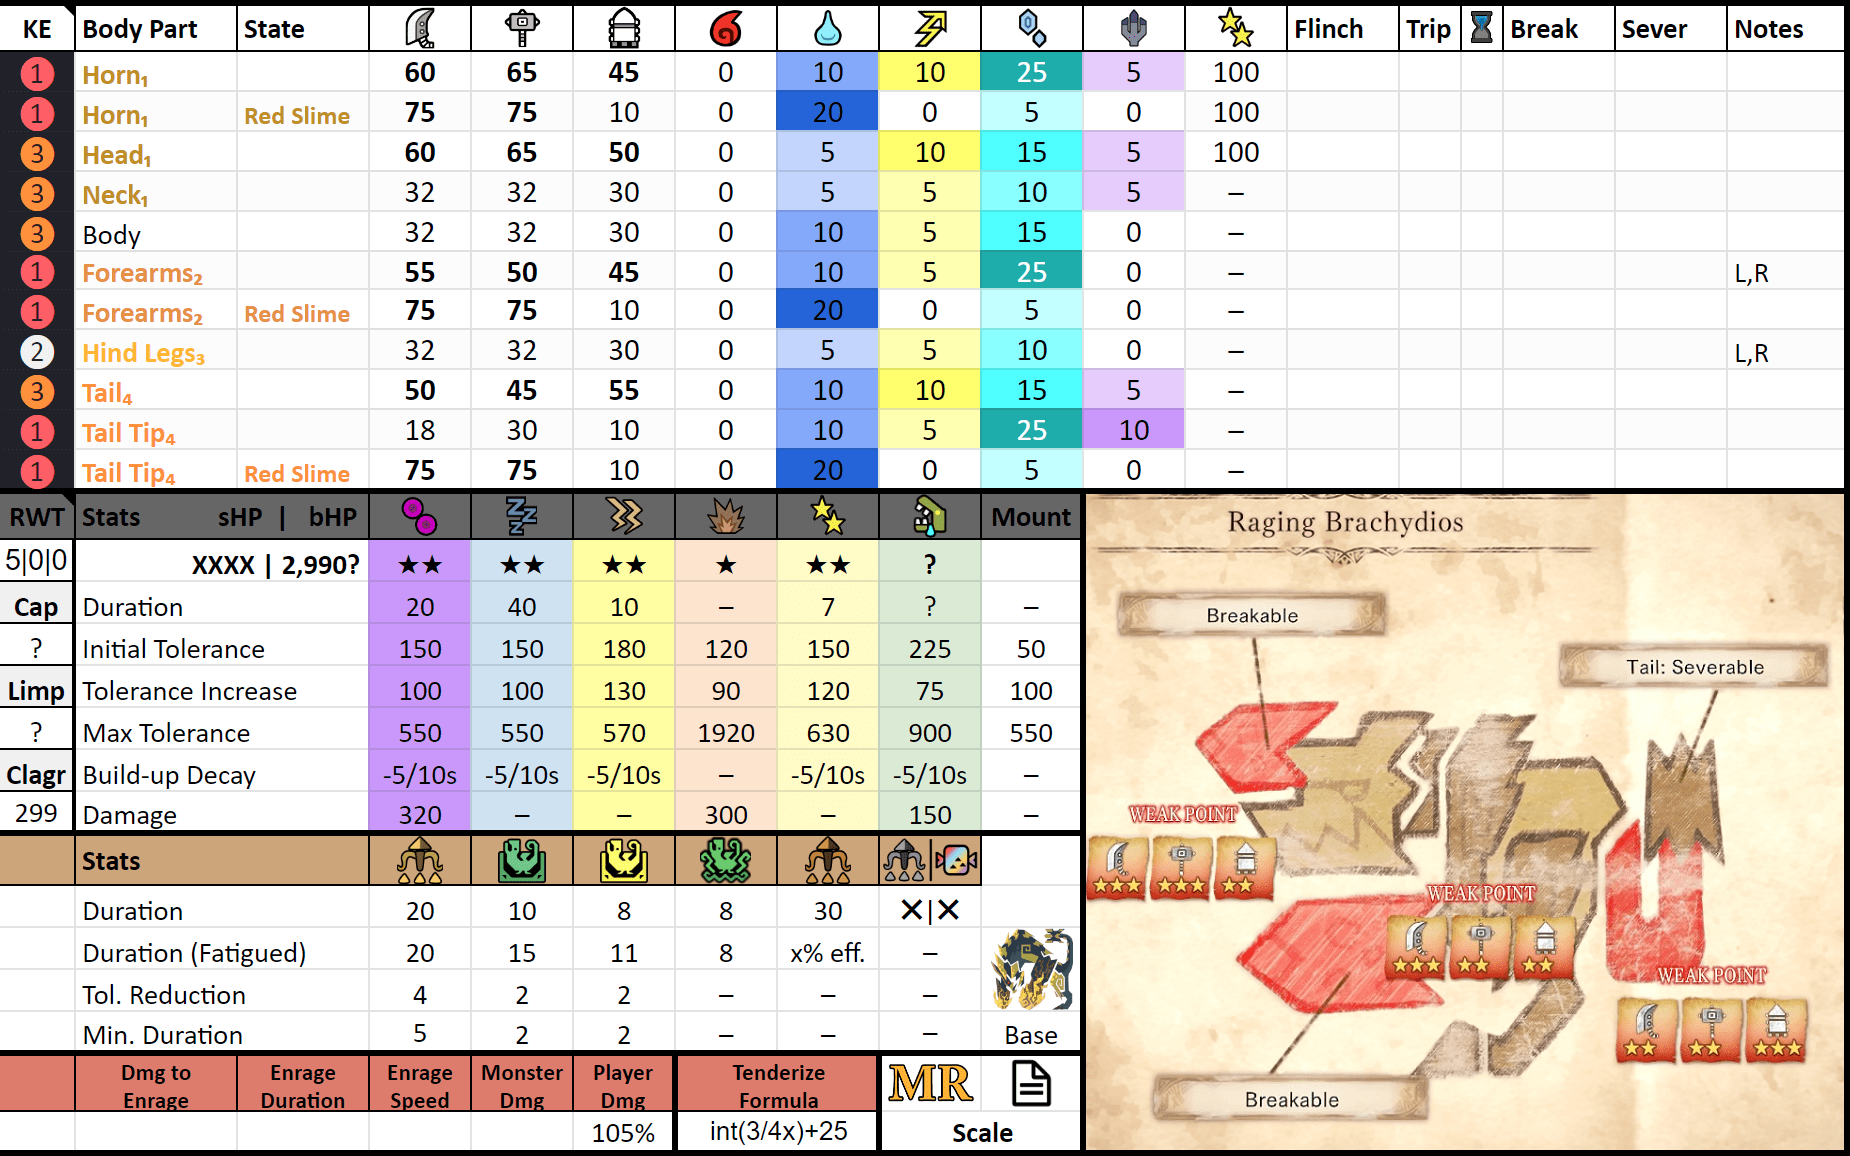 KE Body Part State Flinch Trip Break Sever Notes
1 Horn₁ 60 65 45 0 10 10 25 5 100
1 Horn₁ Red Slime 75 75 10 0 20 0 5 0 100
3 Head₁ 60 65 50 0 5 10 15 5 100
3 Neck₁ 32 32 30 0 5 5 10 5 –
3 Body 32 32 30 0 10 5 15 0 –
1 Forearms₂ 55 50 45 0 10 5 25 0 – L,R
1 Forearms₂ Red Slime 75 75 10 0 20 0 5 0 –
2 Hind Legs₃ 32 32 30 0 5 5 10 0 – L,R
3 Tail₄ 50 45 55 0 10 10 15 5 –
1 Tail Tip₄ 18 30 10 0 10 5 25 10 –
1 Tail Tip₄ Red Slime 75 75 10 0 20 0 5 0 –
RWT Stats sHP | bHP Mount
5|0|0 XXXX | 2,990? ★★ ★★ ★★ ★ ★★ ?
Cap Duration 20 40 10 – 7 ? –
? Initial Tolerance 150 150 180 120 150 225 50
Limp Tolerance Increase 100 100 130 90 120 75 100
? Max Tolerance 550 550 570 1920 630 900 550
Clagr Build-up Decay -5/10s -5/10s -5/10s – -5/10s -5/10s –
299 Damage 320 – – 300 – 150 –
Stats
Duration 20 10 8 8 30 ✕|✕
Duration (Fatigued) 20 15 11 8 x% eff. –
Tol. Reduction 4 2 2 – – –
Min. Duration 5 2 2 – – – Base
Dmg to Enrage Enrage Duration Enrage Speed Monster Dmg Player Dmg Tenderize Formula MR
105% int(3/4x)+25 Scale
Raging Brachydios
Breakable
Tail: Severable
WEAK POINT
★★★ ★★★ ★★
WEAK POINT
★★★ ★★ ★★
WEAK POINT
★★ ★★ ★★★
Breakable